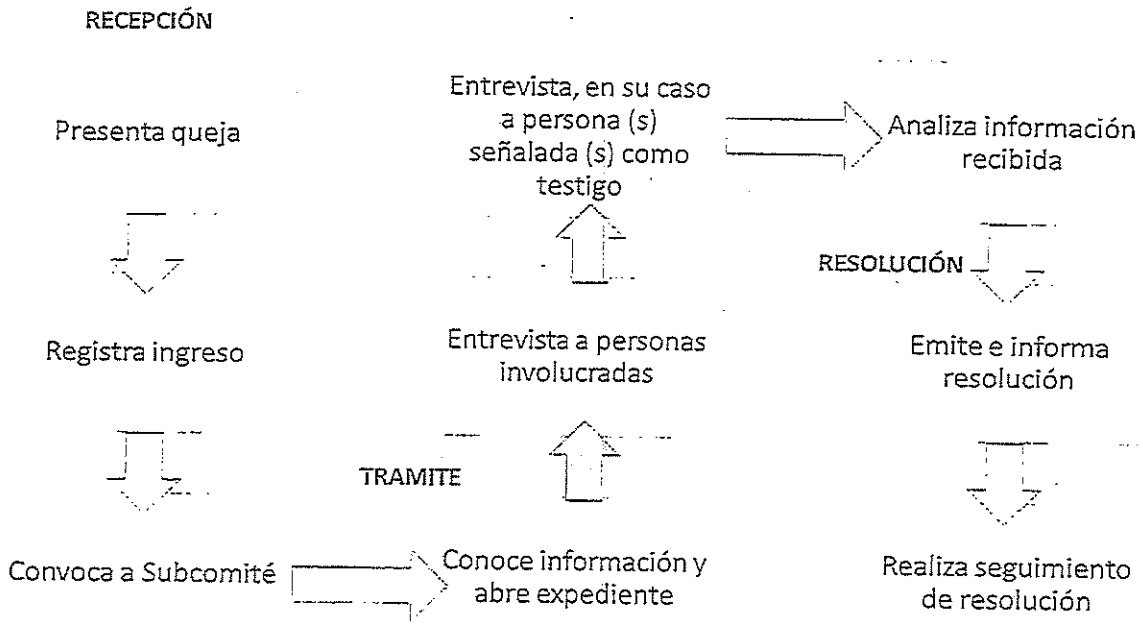 RECEPCIÓN
Presenta queja
Registra ingreso
Convoca a Subcomité
TRAMITE
Conoce información y
abre expediente
Entrevista a personas
involucradas
Entrevista, en su caso
a persona (s)
señalada (s) como
testigo
Analiza información
recibida
RESOLUCIÓN
Emite e informa
resolución
Realiza seguimiento
de resolución